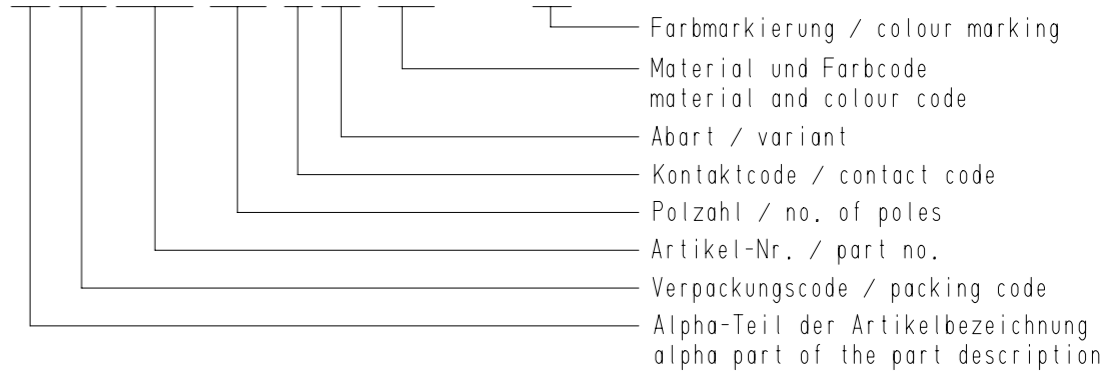 Farbmarkierung / colour marking
Material und Farbcode
material and colour code
Abart / variant
Kontaktcode / contact code
Polzahl / no. of poles
Artikel-Nr. / part no.
Verpackungscode / packing code
Alpha-Teil der Artikelbezeichnung
alpha part of the part description